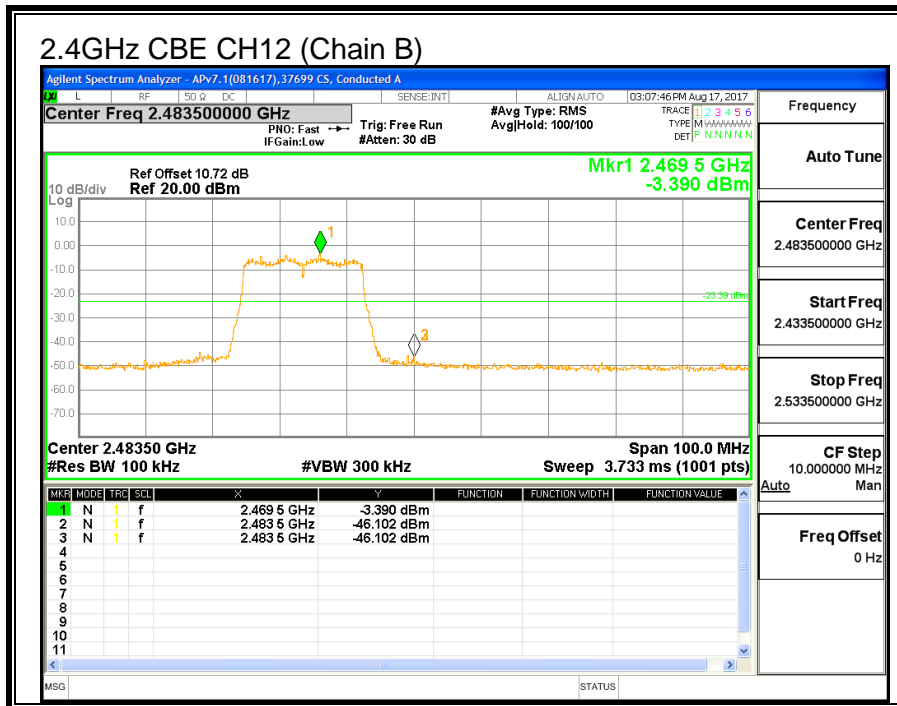 2.4GHz CBE CH12 (Chain B)
Agilent Spectrum Analyzer - APv7.1(081617),37699 CS, Conducted A
LXI L RF 50 Ω DC SENSE:INT ALIGN AUTO 03:07:46 PM Aug 17, 2017
Center Freq 2.483500000 GHz
PNO: Fast
IFGain:Low
Trig: Free Run
#Atten: 30 dB
#Avg Type: RMS
Avg|Hold: 100/100
TRACE 1 2 3 4 5 6
TYPE M WWWWW
DET P N N N N N
Ref Offset 10.72 dB
10 dB/div Ref 20.00 dBm
Log
Mkr1 2.469 5 GHz
-3.390 dBm
10.0
0.00
-10.0
-20.0
-30.0
-40.0
-50.0
-60.0
-70.0
1
-23.39 dBm
3
Center 2.48350 GHz Span 100.0 MHz
#Res BW 100 kHz #VBW 300 kHz Sweep 3.733 ms (1001 pts)
MKR MODE TRC SCL X Y FUNCTION FUNCTION WIDTH FUNCTION VALUE
1 N 1 f 2.469 5 GHz -3.390 dBm
2 N 1 f 2.483 5 GHz -46.102 dBm
3 N 1 f 2.483 5 GHz -46.102 dBm
4
5
6
7
8
9
10
11
MSG STATUS
Frequency
Auto Tune
Center Freq
2.483500000 GHz
Start Freq
2.433500000 GHz
Stop Freq
2.533500000 GHz
CF Step
10.000000 MHz
Auto Man
Freq Offset
0 Hz